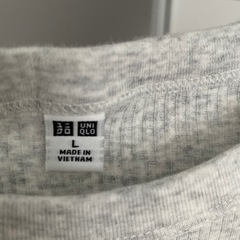 ユニ UNI
クロ QLO
L
MADE IN
VIETNAM